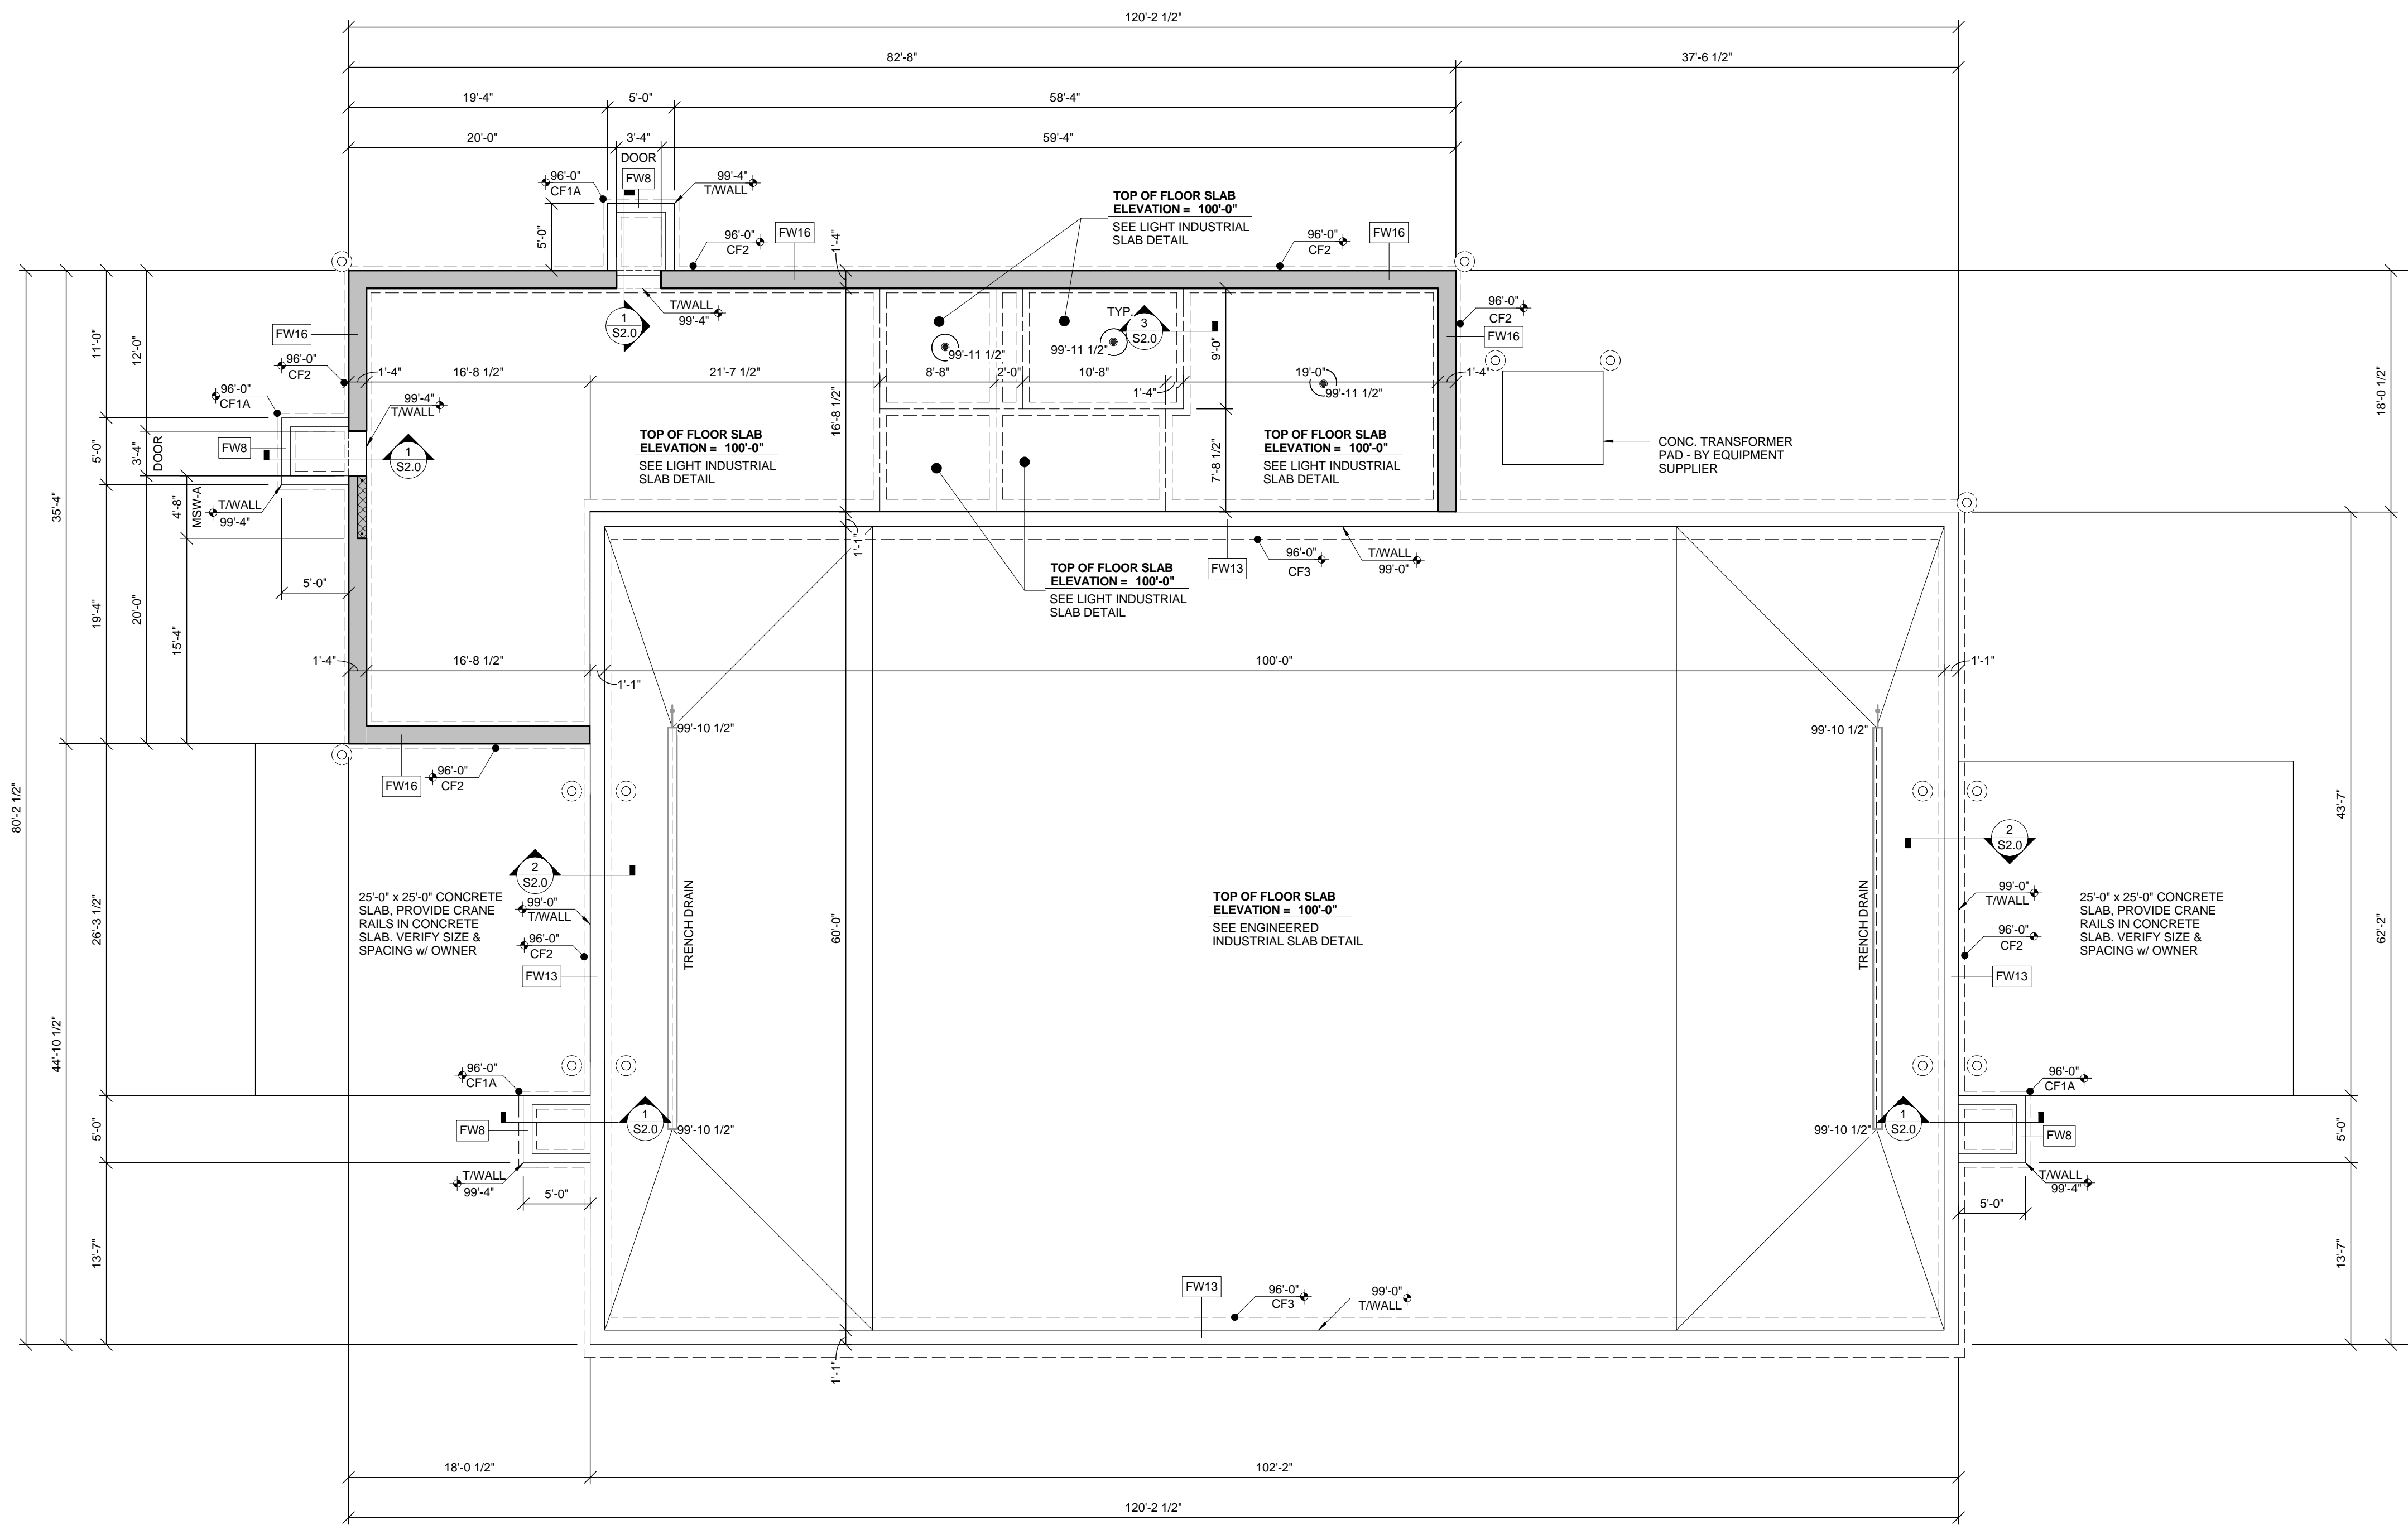 120'-2 1/2"
82'-8"
37'-6 1/2"
19'-4"
5'-0"
58'-4"
20'-0"
3'-4"
59'-4"
DOOR
FW8
96'-0"
CF1A
99'-4"
T/WALL
5'-0"
96'-0"
CF2
FW16
1'-4"
TOP OF FLOOR SLAB
ELEVATION = 100'-0"
SEE LIGHT INDUSTRIAL
SLAB DETAIL
96'-0"
CF2
FW16
T/WALL
99'-4"
1
S2.0
TYP.
3
S2.0
99'-11 1/2"
99'-11 1/2"
9'-0"
96'-0"
CF2
FW16
FW16
96'-0"
CF2
96'-0"
CF1A
11'-0"
12'-0"
1'-4"
16'-8 1/2"
21'-7 1/2"
8'-8"
2'-0"
10'-8"
1'-4"
19'-0"
99'-11 1/2"
1'-4"
18'-0 1/2"
99'-4"
T/WALL
16'-8 1/2"
FW8
1
S2.0
5'-0"
3'-4"
DOOR
TOP OF FLOOR SLAB
ELEVATION = 100'-0"
SEE LIGHT INDUSTRIAL
SLAB DETAIL
7'-8 1/2"
TOP OF FLOOR SLAB
ELEVATION = 100'-0"
SEE LIGHT INDUSTRIAL
SLAB DETAIL
CONC. TRANSFORMER
PAD - BY EQUIPMENT
SUPPLIER
35'-4"
T/WALL
99'-4"
4'-8"
MSW-A
5'-0"
1'-1"
TOP OF FLOOR SLAB
ELEVATION = 100'-0"
SEE LIGHT INDUSTRIAL
SLAB DETAIL
FW13
96'-0"
CF3
T/WALL
99'-0"
19'-4"
20'-0"
15'-4"
1'-4"
16'-8 1/2"
1'-1"
100'-0"
1'-1"
99'-10 1/2"
99'-10 1/2"
FW16
96'-0"
CF2
80'-2 1/2"
43'-7"
2
S2.0
2
S2.0
25'-0" x 25'-0" CONCRETE
SLAB, PROVIDE CRANE
RAILS IN CONCRETE
SLAB. VERIFY SIZE &
SPACING w/ OWNER
26'-3 1/2"
99'-0"
T/WALL
96'-0"
CF2
FW13
TRENCH DRAIN
60'-0"
TOP OF FLOOR SLAB
ELEVATION = 100'-0"
SEE ENGINEERED
INDUSTRIAL SLAB DETAIL
TRENCH DRAIN
99'-0"
T/WALL
96'-0"
CF2
FW13
25'-0" x 25'-0" CONCRETE
SLAB, PROVIDE CRANE
RAILS IN CONCRETE
SLAB. VERIFY SIZE &
SPACING w/ OWNER
62'-2"
44'-10 1/2"
96'-0"
CF1A
FW8
1
S2.0
99'-10 1/2"
99'-10 1/2"
1
S2.0
96'-0"
CF1A
FW8
5'-0"
5'-0"
T/WALL
99'-4"
5'-0"
T/WALL
99'-4"
5'-0"
13'-7"
13'-7"
FW13
96'-0"
CF3
99'-0"
T/WALL
1'-1"
18'-0 1/2"
102'-2"
120'-2 1/2"